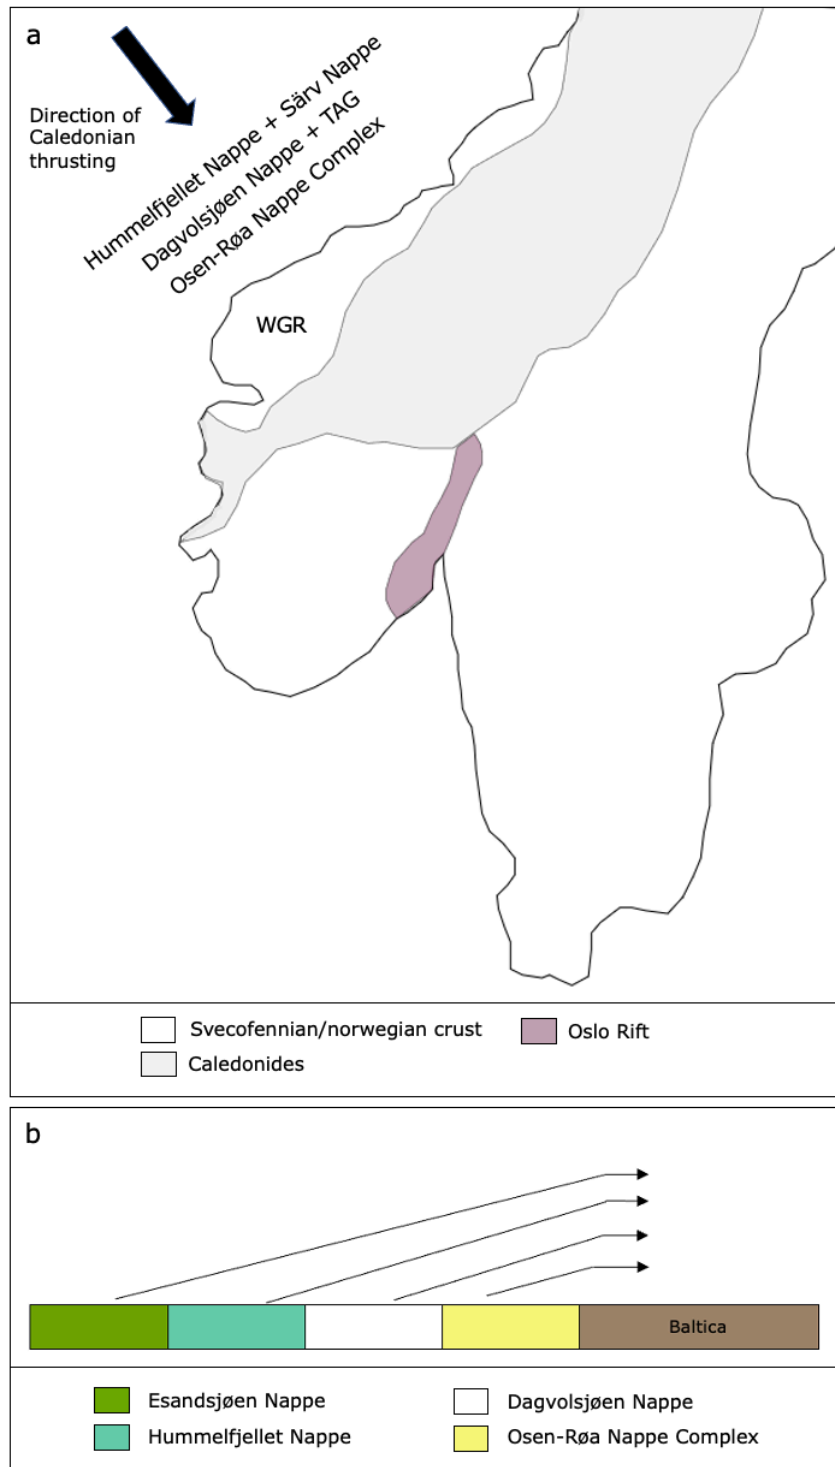 a
Direction of
Caledonian
thrusting
Hummelfjellet Nappe + Särv Nappe
Dagvolsjøen Nappe + TAG
Osen-Røa Nappe Complex
WGR
Svecofennian/norwegian crust
Oslo Rift
Caledonides
b
Baltica
Esandsjøen Nappe
Dagvolsjøen Nappe
Hummelfjellet Nappe
Osen-Røa Nappe Complex